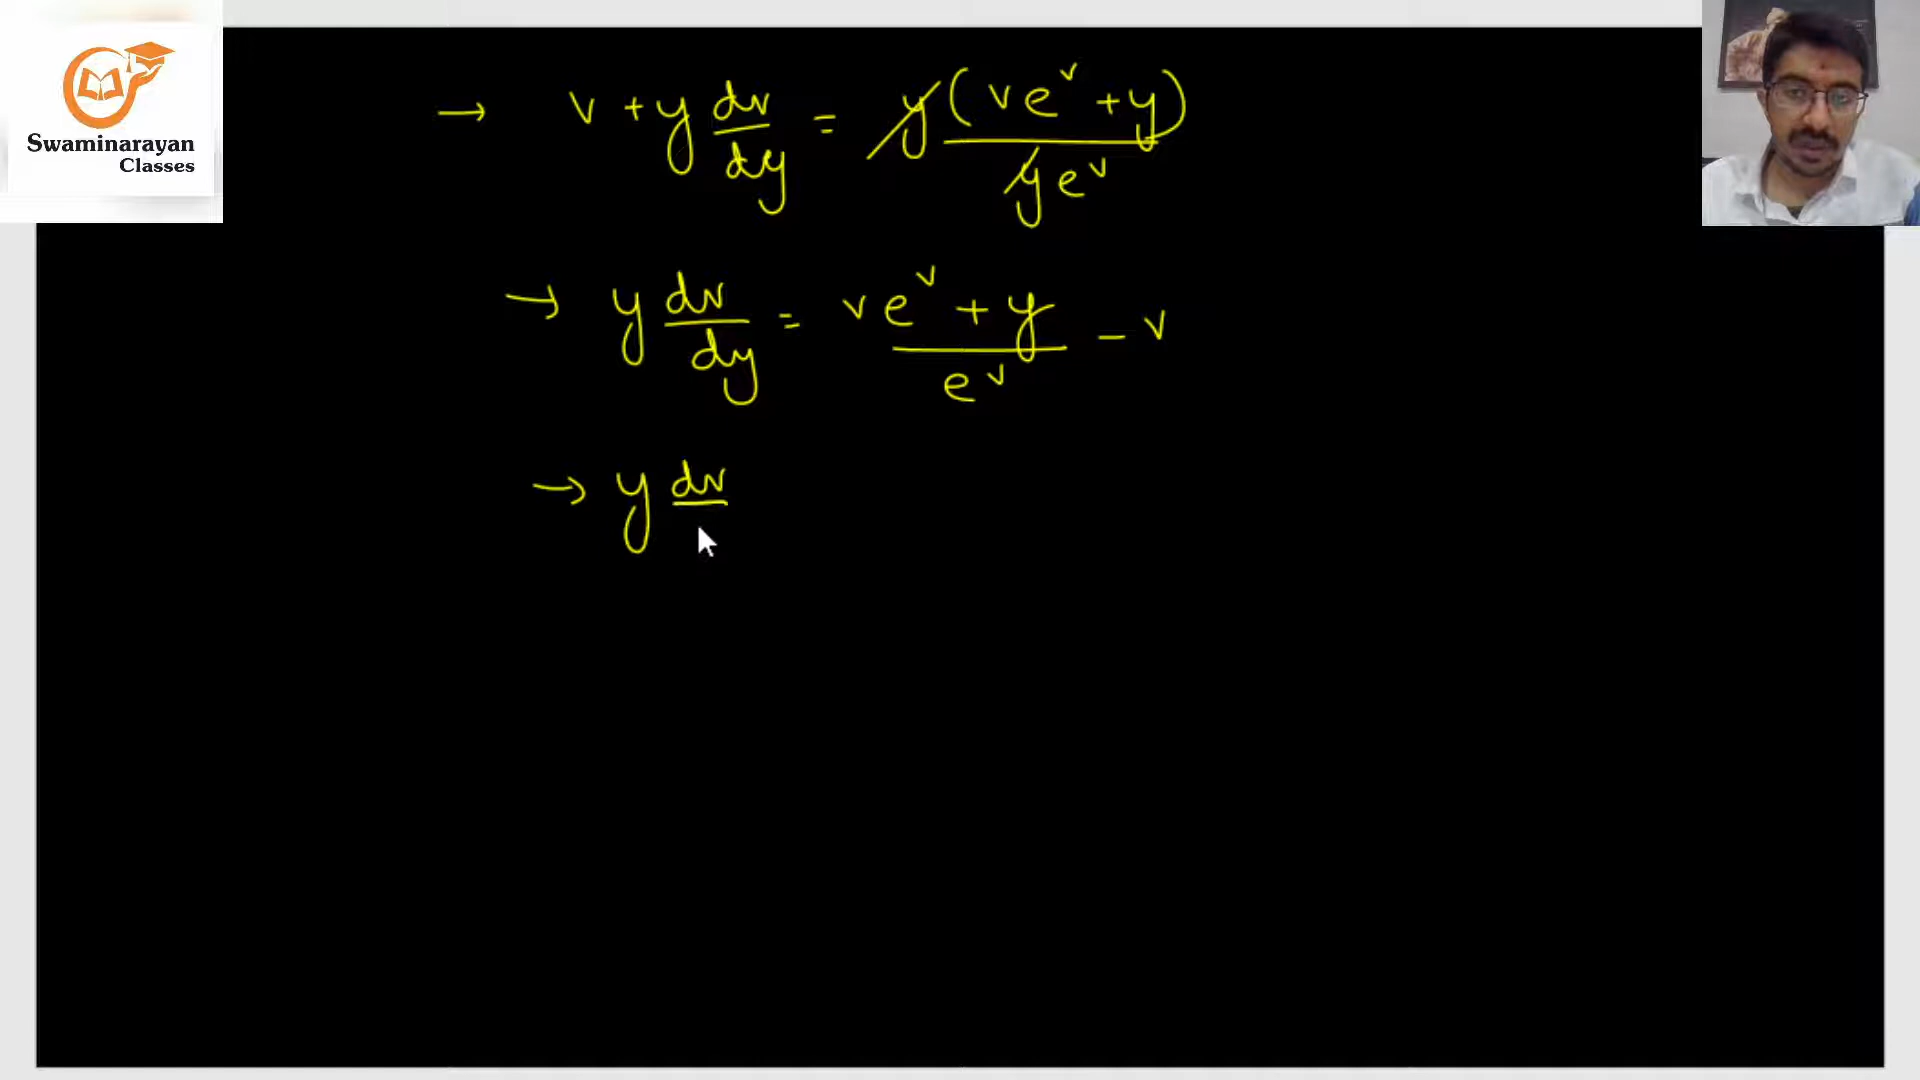 Swaminarayan
Classes
→ v + y dv/dy = y(ve^v + y)/ye^v
→ y dv/dy = ve^v + y/e^v - v
→ y dv